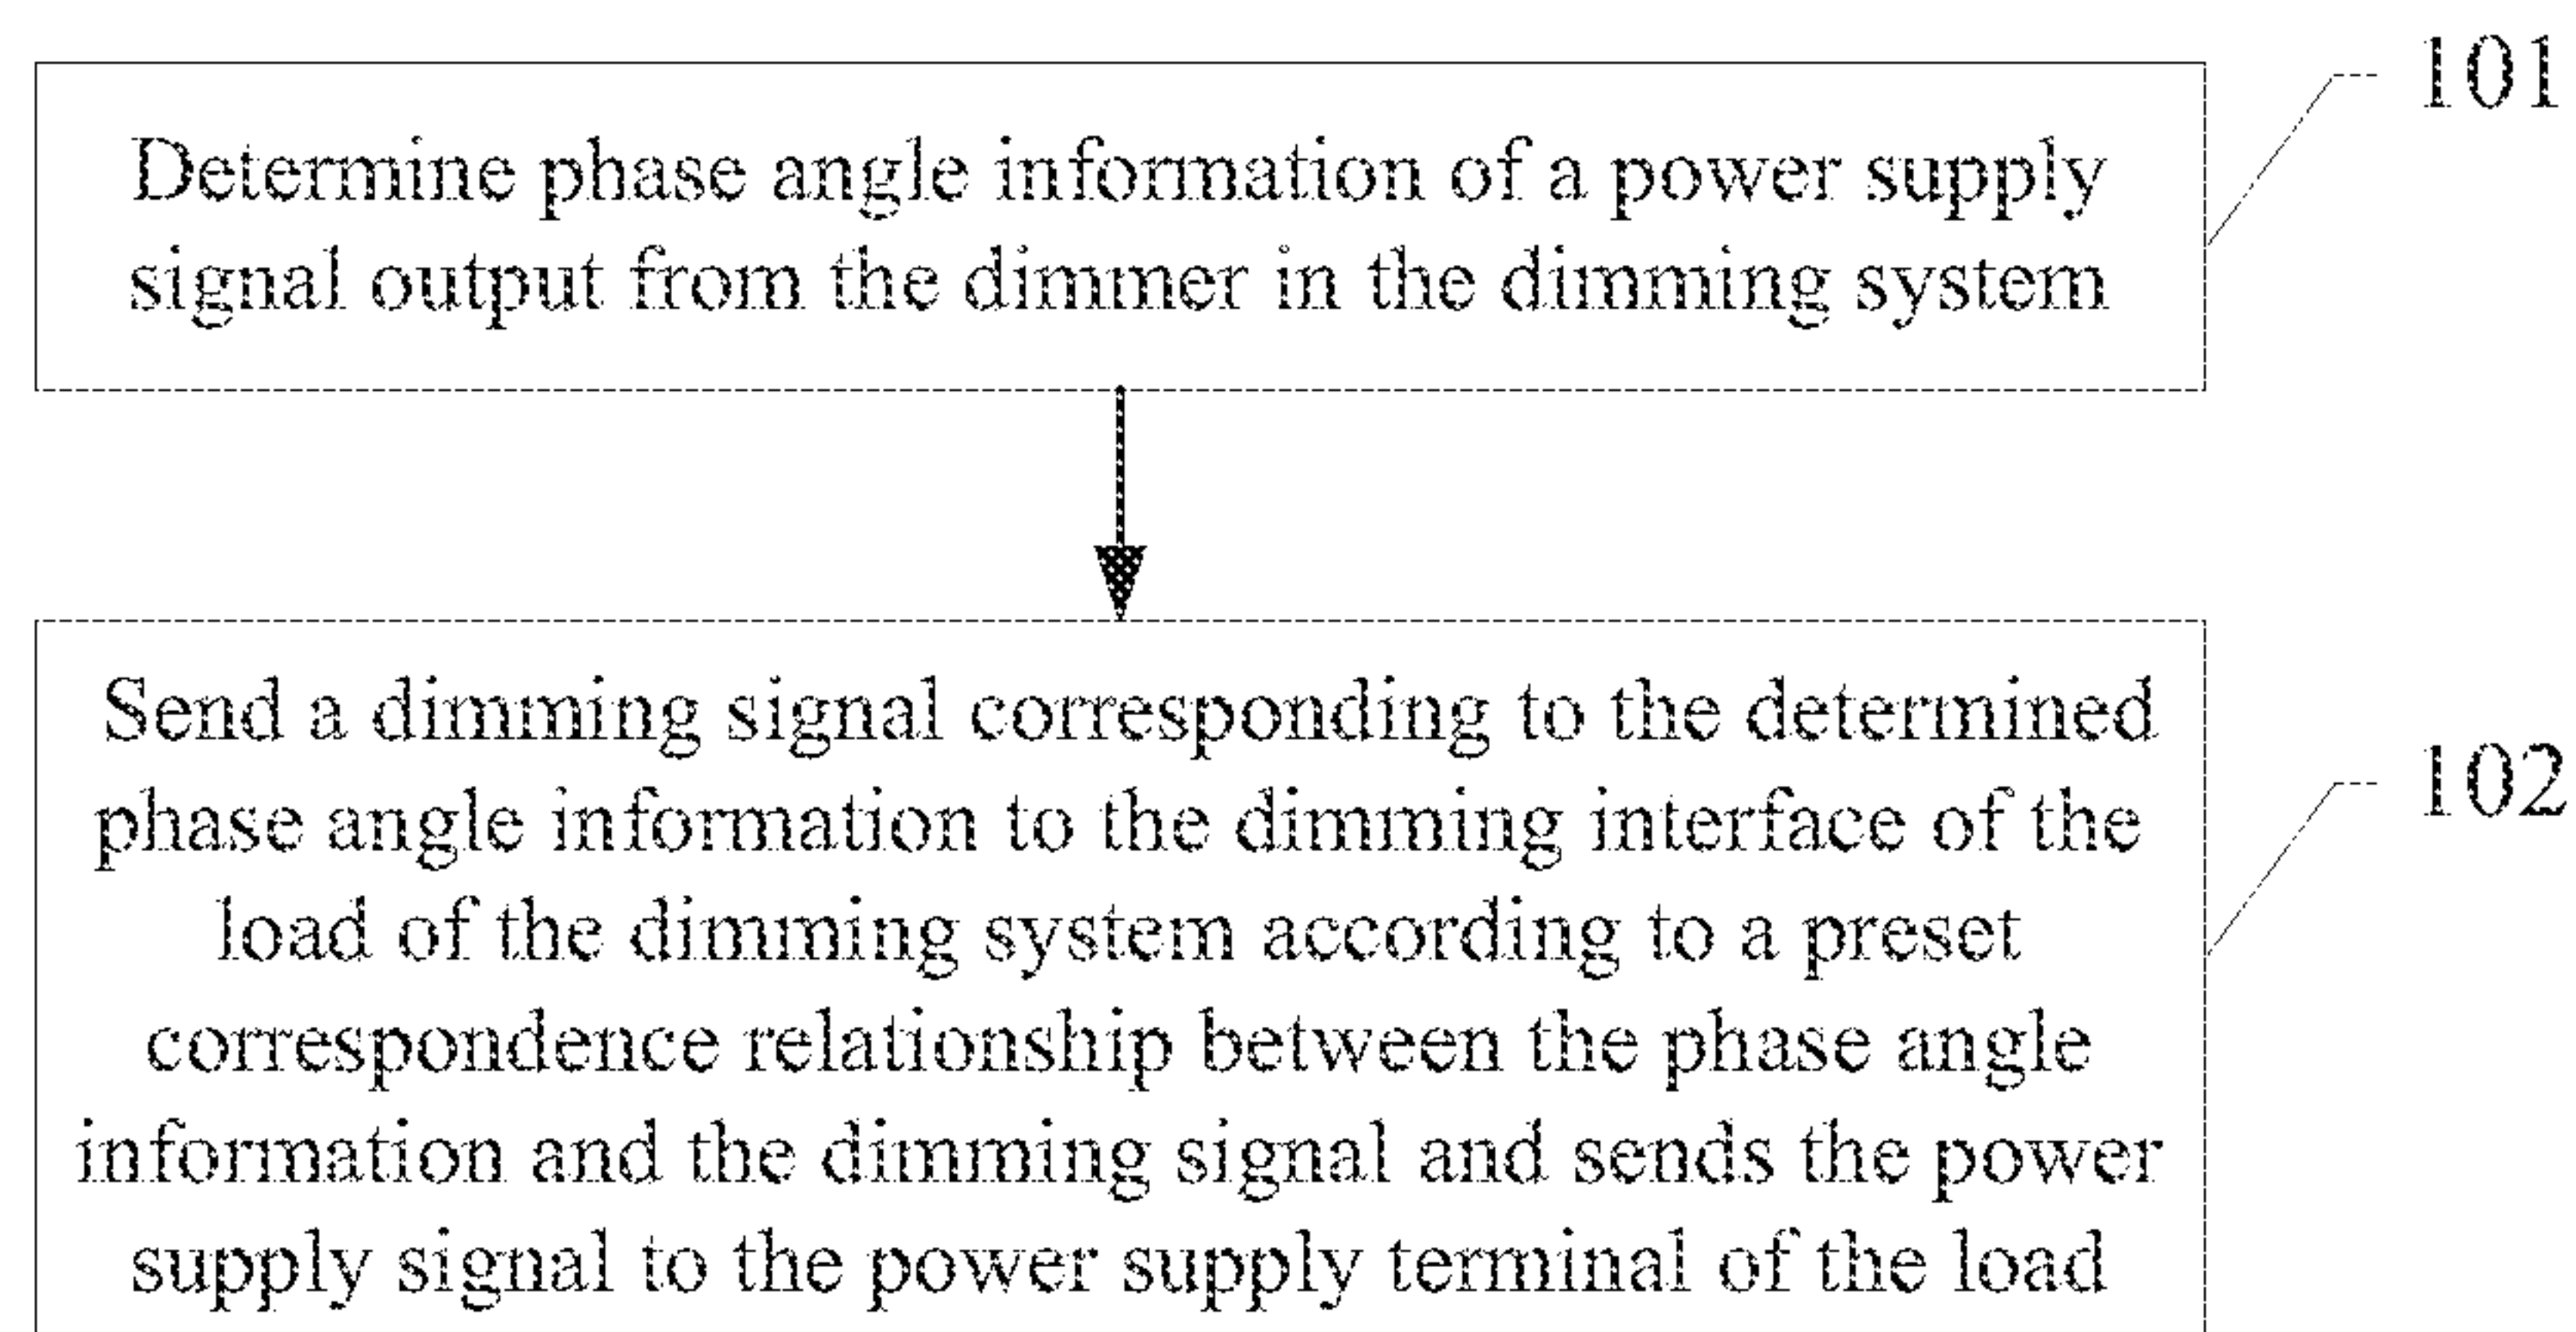 101
Determine phase angle information of a power supply
signal output from the dimmer in the dimming system
Send a dimming signal corresponding to the determined
phase angle information to the dimming interface of the
102
load of the dimming system according to a preset
correspondence relationship between the phase angle
information and the dimming signal and sends the power
supply signal to the power supply terminal of the load